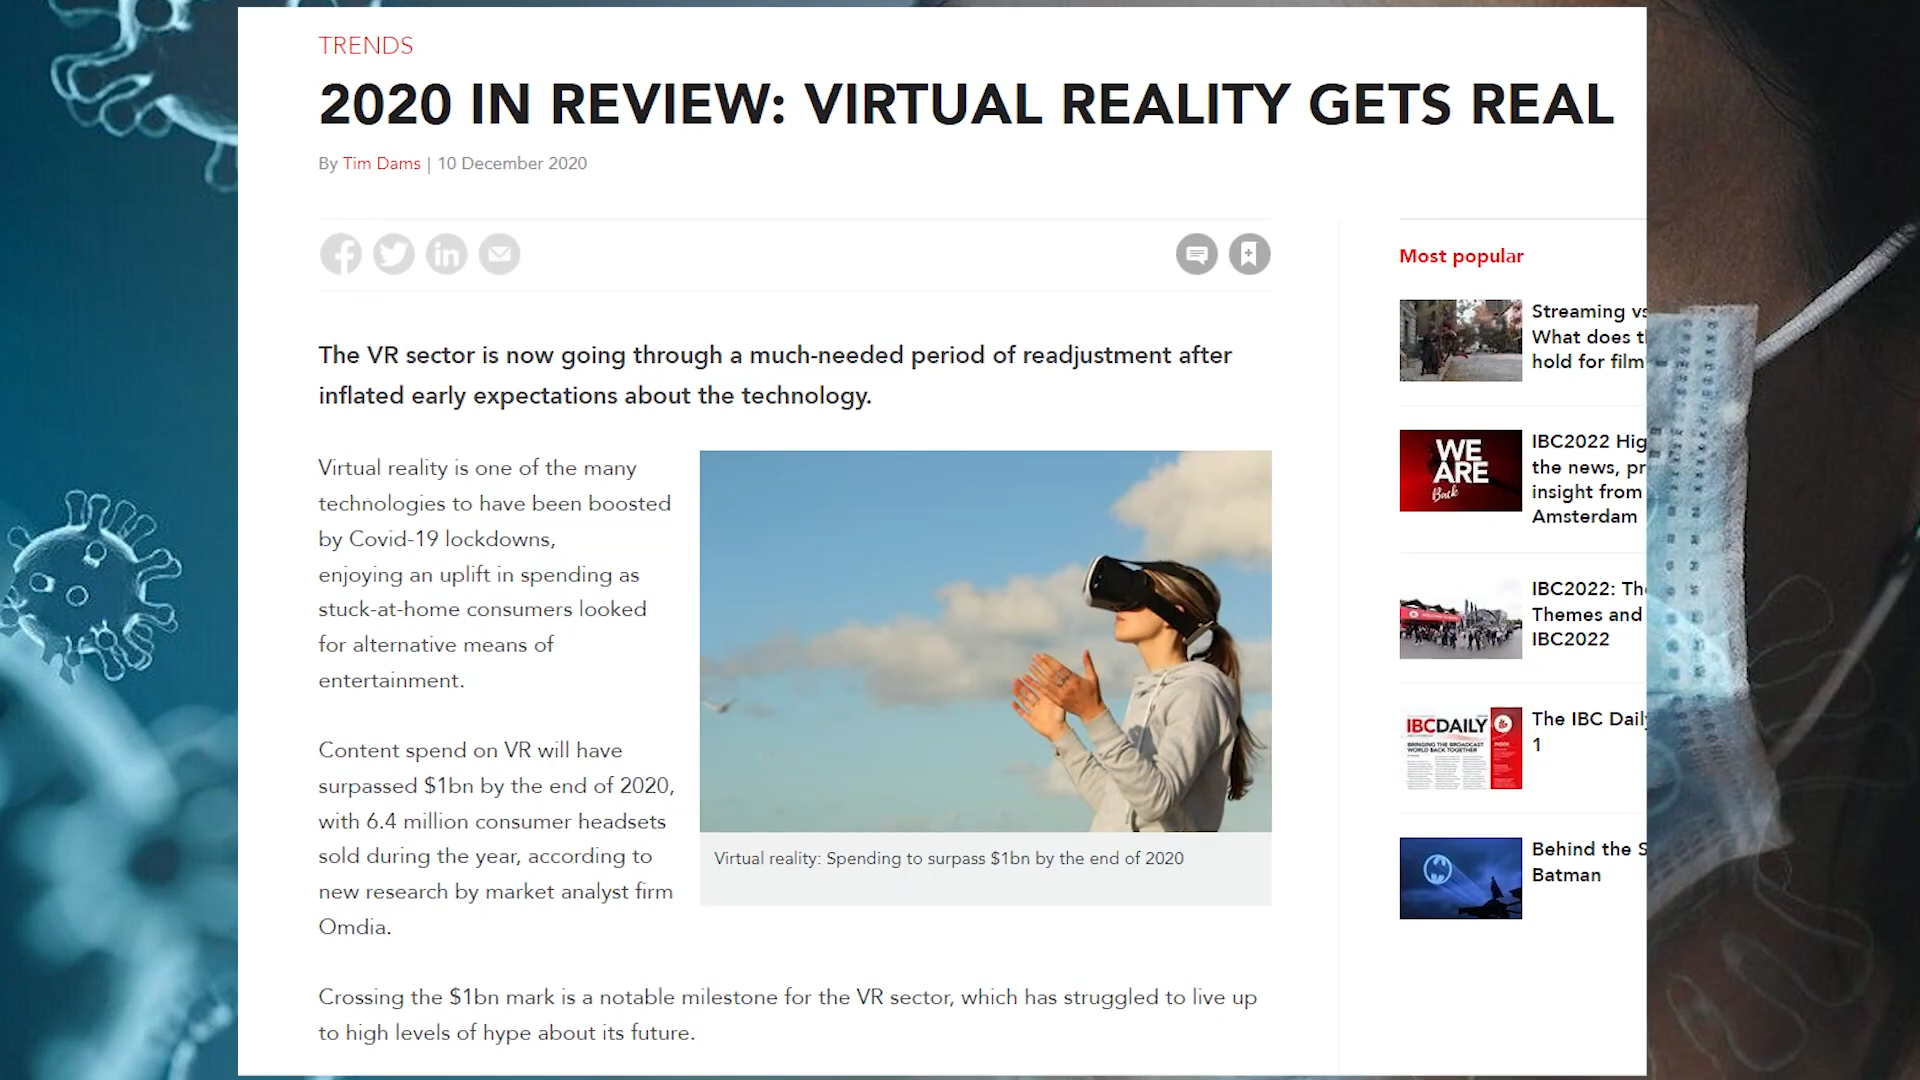 TRENDS
2020 IN REVIEW: VIRTUAL REALITY GETS REAL
By Tim Dams | 10 December 2020
The VR sector is now going through a much-needed period of readjustment after
inflated early expectations about the technology.
Virtual reality is one of the many
technologies to have been boosted
by Covid-19 lockdowns,
enjoying an uplift in spending as
stuck-at-home consumers looked
for alternative means of
entertainment.
Content spend on VR will have
surpassed $1bn by the end of 2020,
with 6.4 million consumer headsets
sold during the year, according to
new research by market analyst firm
Omdia.
Virtual reality: Spending to surpass $1bn by the end of 2020
Crossing the $1bn mark is a notable milestone for the VR sector, which has struggled to live up
to high levels of hype about its future.
Most popular
Streaming vs
What does
hold for film
WE
ARE
Back
IBC2022
the news,
insight from
Amsterdam
IBC2022:
Themes and
IBC2022
IBCDAILY
BRINGING THE BROADCAST
WORLD BACK TOGETHER
The IBC
1
Behind the
Batman